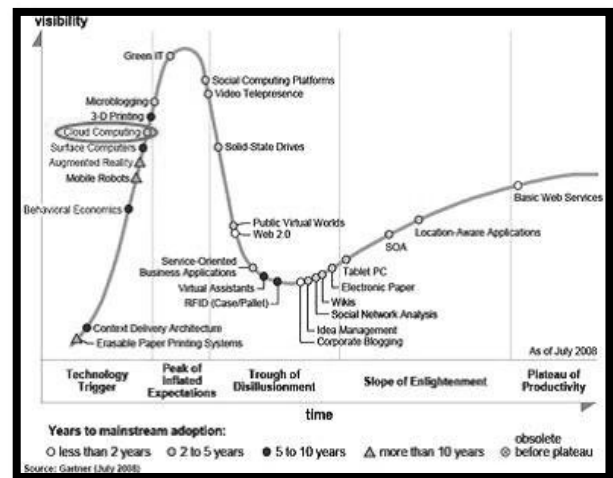 visibility
Green IT
Social Computing Platforms
Video Telepresence
Microblogging
3-D Printing
Cloud Computing
Surface Computers
Solid-State Drives
Augmented Reality
Mobile Robots
Basic Web Services
Behavioral Economics
Public Virtual Worlds
Web 2.0
Location-Aware Applications
SOA
Service-Oriented
Business Applications
Tablet PC
Virtual Assistants
Electronic Paper
RFID (Case/Pallet)
Wikis
Social Network Analysis
Idea Management
Corporate Blogging
Context Delivery Architecture
Erasable Paper Printing Systems
As of July 2008
Technology
Trigger
Peak of
Inflated
Expectations
Trough of
Disillusionment
Slope of Enlightenment
Plateau of
Productivity
time
Years to mainstream adoption:
less than 2 years
2 to 5 years
5 to 10 years
more than 10 years
obsolete
before plateau
Source: Gartner (July 2008)